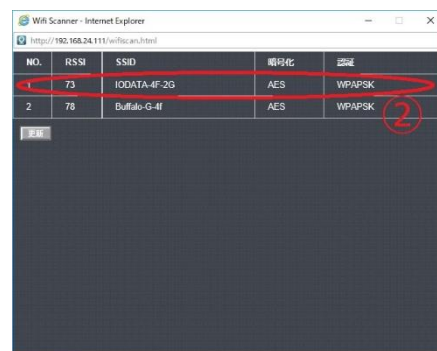 Wifi Scanner - Internet Explorer
http://192.168.24.111/wifiscan.html
NO. RSSI SSID 暗号化 認証
1 73 IODATA-4F-2G AES WPAPSK
2 78 Buffalo-G-4f AES WPAPSK
②
更新